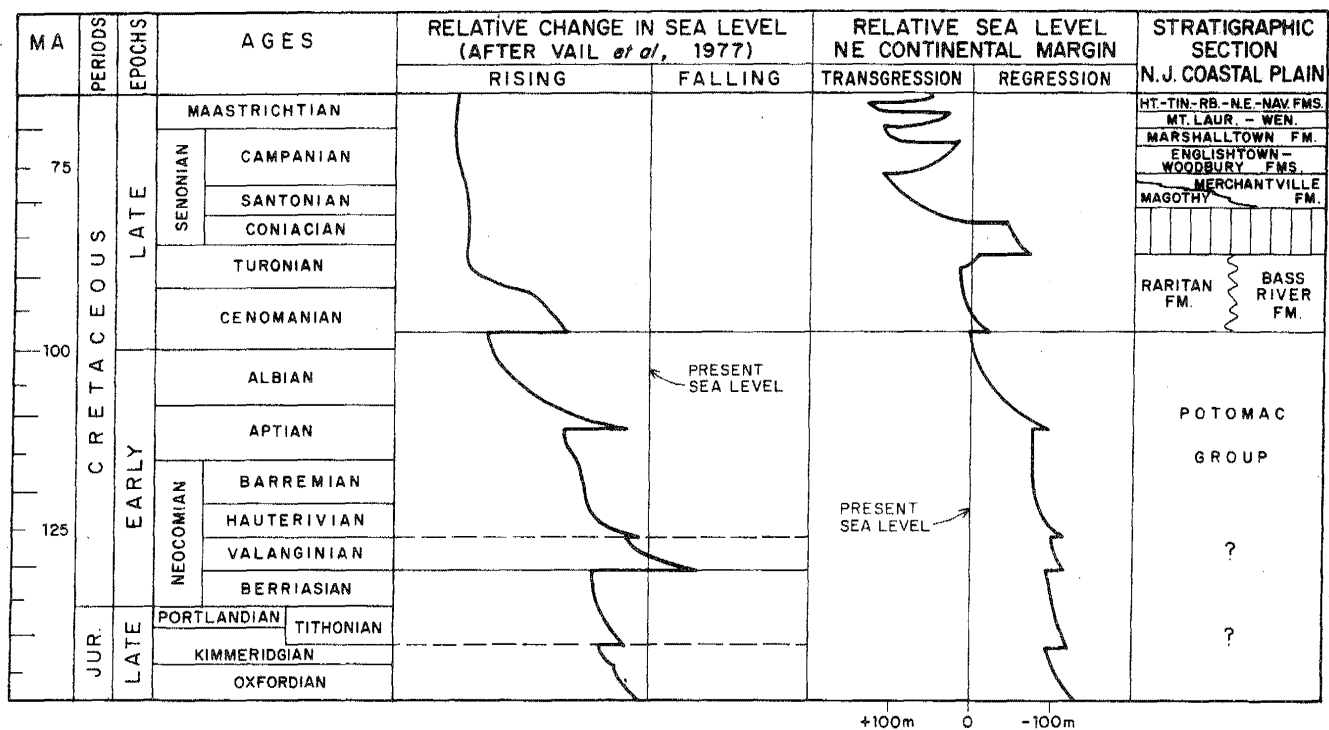 MA
PERIODS
EPOCHS
AGES
RELATIVE CHANGE IN SEA LEVEL
(AFTER VAIL et al, 1977)
RISING
FALLING
RELATIVE SEA LEVEL
NE CONTINENTAL MARGIN
TRANSGRESSION
REGRESSION
STRATIGRAPHIC
SECTION
N.J. COASTAL PLAIN
75
100
125
CRETACEOUS
JUR.
LATE
EARLY
LATE
MAASTRICHTIAN
SENONIAN
CAMPANIAN
SANTONIAN
CONIACIAN
TURONIAN
CENOMANIAN
ALBIAN
APTIAN
NEOCOMIAN
BARREMIAN
HAUTERIVIAN
VALANGINIAN
BERRIASIAN
PORTLANDIAN
TITHONIAN
KIMMERIDGIAN
OXFORDIAN
PRESENT
SEA LEVEL
PRESENT
SEA LEVEL
HT.-TIN.-RB.-N.E.-NAV. FMS.
MT. LAUR. - WEN.
MARSHALLTOWN FM.
ENGLISHTOWN-
WOODBURY FMS.
MERCHANTVILLE
FM.
MAGOTHY
RARITAN
FM.
BASS
RIVER
FM.
POTOMAC
GROUP
?
?
+100m 0 -100m